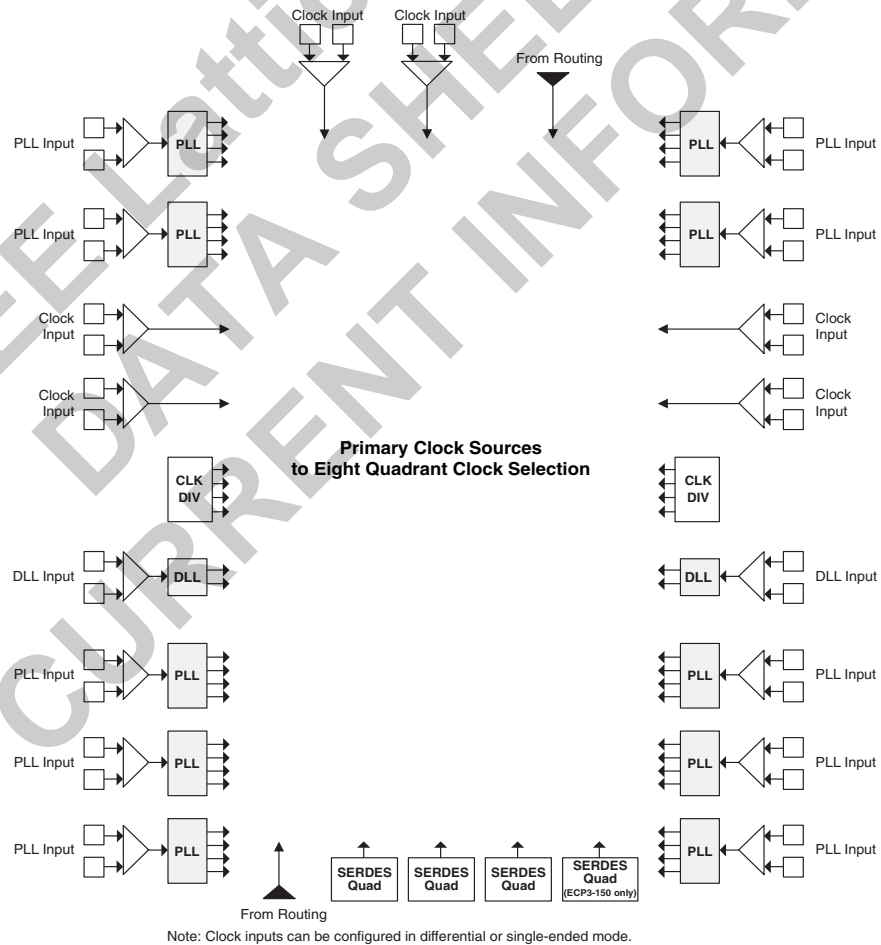 Clock Input
Clock Input
From Routing
PLL Input
PLL
PLL
PLL Input
PLL Input
PLL
PLL
PLL Input
Clock
Input
Clock
Input
Clock
Input
Clock
Input
Primary Clock Sources
to Eight Quadrant Clock Selection
CLK
DIV
CLK
DIV
DLL Input
DLL
DLL
DLL Input
PLL Input
PLL
PLL
PLL Input
PLL Input
PLL
PLL
PLL Input
PLL Input
PLL
PLL
PLL Input
From Routing
SERDES
Quad
SERDES
Quad
SERDES
Quad
SERDES
Quad
(ECP3-150 only)
Note: Clock inputs can be configured in differential or single-ended mode.
DATA SHE
CURRENT INFOR